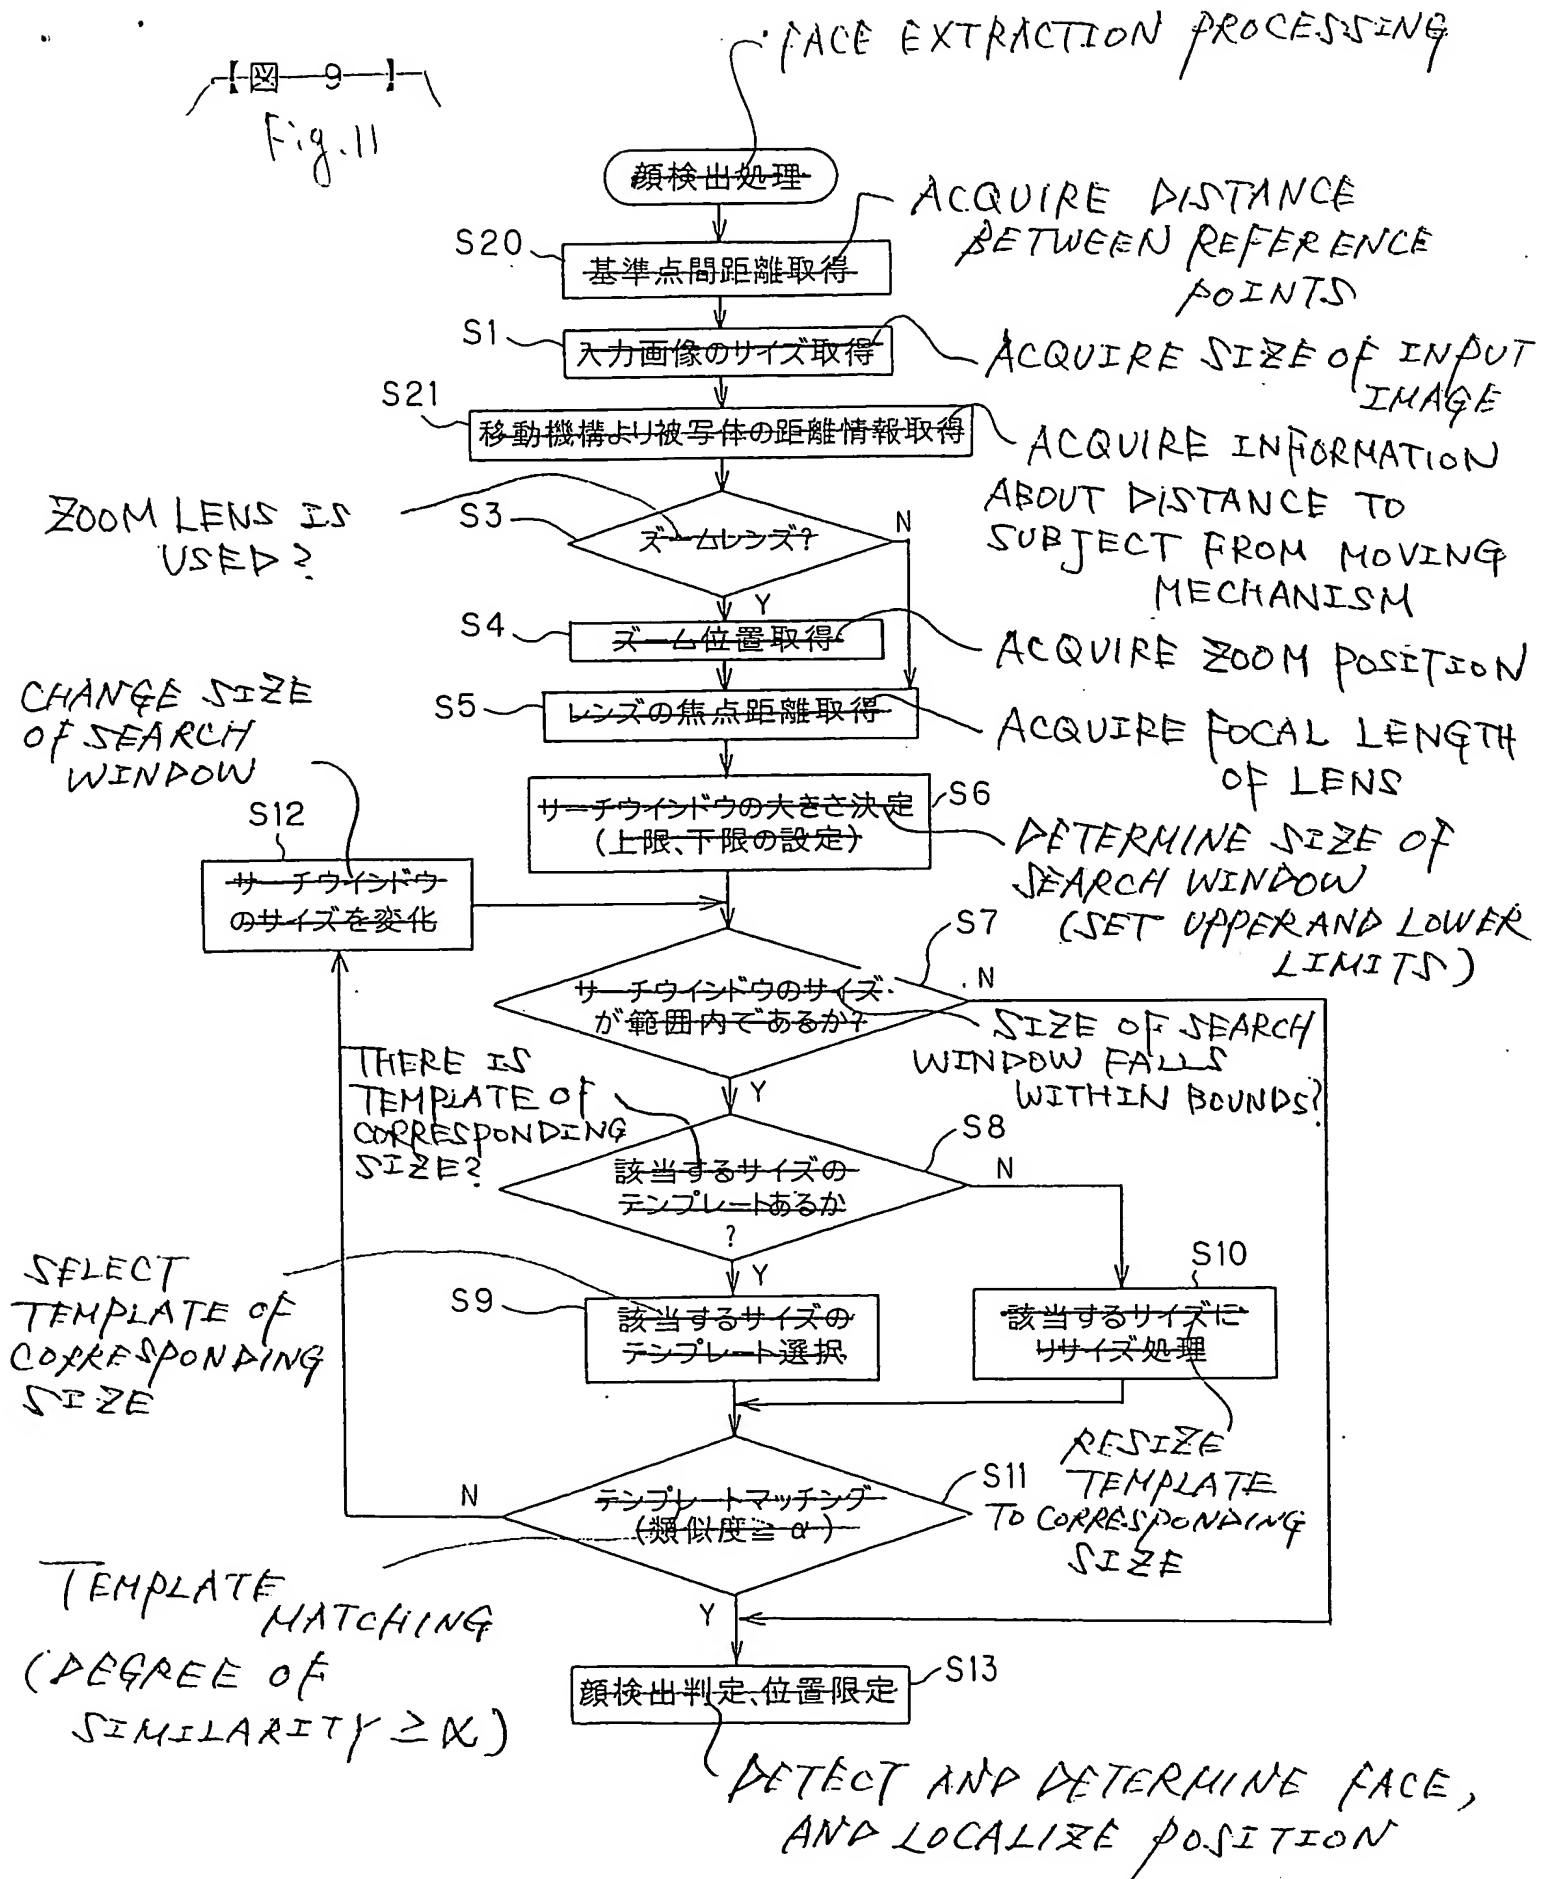 FACE EXTRACTION PROCESSING
【図 9】
Fig.11
顔検出処理
ACQUIRE DISTANCE
BETWEEN REFERENCE
POINTS
S20
基準点間距離取得
S1
入力画像のサイズ取得
ACQUIRE SIZE OF INPUT
IMAGE
S21
移動機構より被写体の距離情報取得
ACQUIRE INFORMATION
ABOUT DISTANCE TO
SUBJECT FROM MOVING
MECHANISM
ZOOM LENS IS
USED?
S3
ズームレンズ?
N
Y
S4
ズーム位置取得
ACQUIRE ZOOM POSITION
CHANGE SIZE
OF SEARCH
WINDOW
S5
レンズの焦点距離取得
ACQUIRE FOCAL LENGTH
OF LENS
S6
サーチウインドウの大きさ決定
(上限、下限の設定)
DETERMINE SIZE OF
SEARCH WINDOW
(SET UPPER AND LOWER
LIMITS)
S12
サーチウインドウ
のサイズを変化
S7
サーチウインドウのサイズ
が範囲内であるか?
N
SIZE OF SEARCH
WINDOW FALLS
WITHIN BOUNDS?
Y
THERE IS
TEMPLATE OF
CORRESPONDING
SIZE?
S8
該当するサイズの
テンプレートあるか
?
N
Y
SELECT
TEMPLATE OF
CORRESPONDING
SIZE
S9
該当するサイズの
テンプレート選択
S10
該当するサイズに
リサイズ処理
RESIZE
TEMPLATE
TO CORRESPONDING
SIZE
S11
テンプレートマッチング
(類似度≧α)
N
Y
TEMPLATE
MATCHING
(DEGREE OF
SIMILARITY ≥ α)
S13
顔検出判定、位置限定
DETECT AND DETERMINE FACE,
AND LOCALIZE POSITION